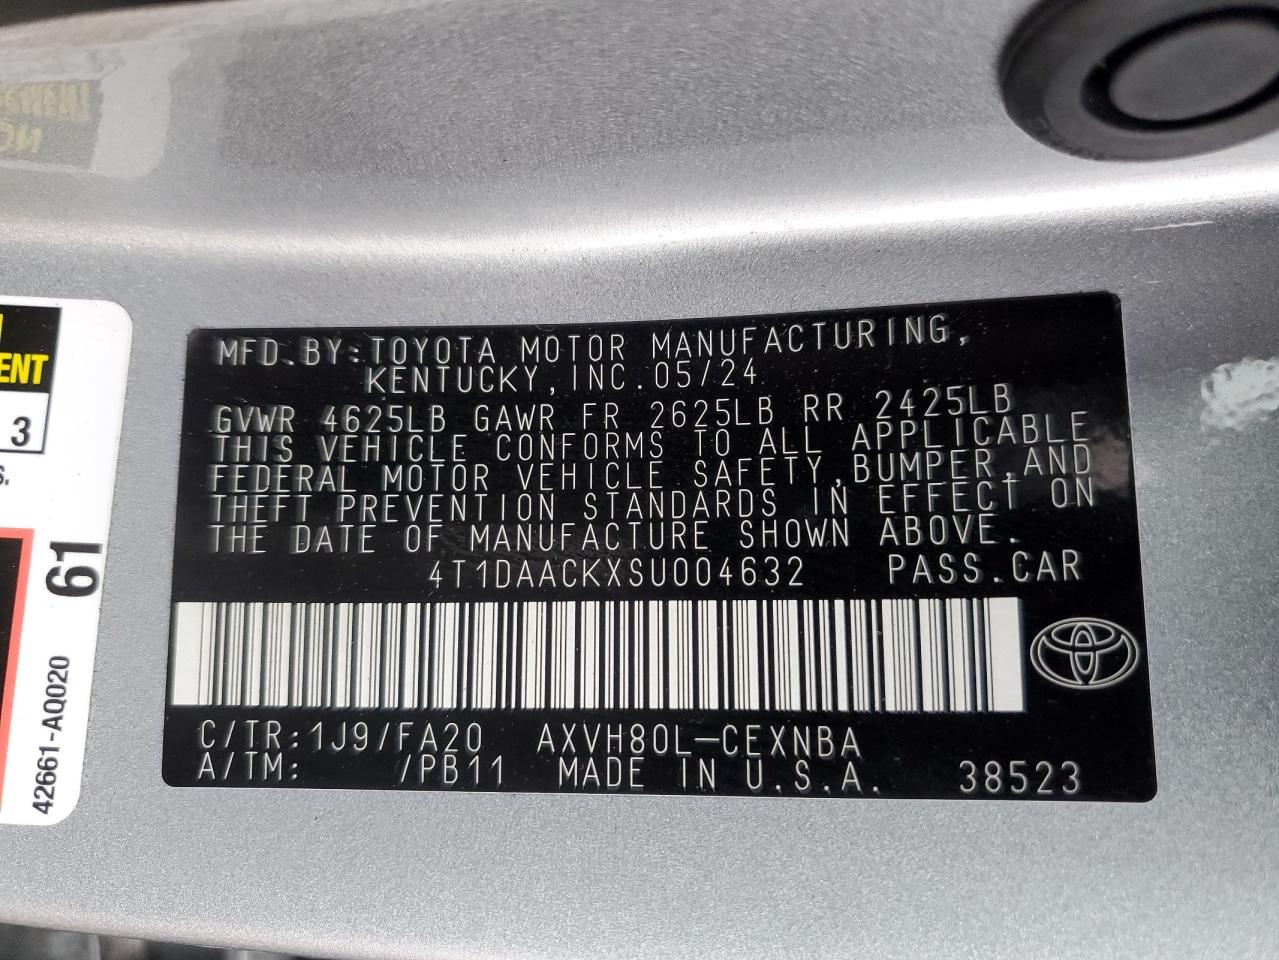 MFD.BY:TOYOTA MOTOR MANUFACTURING,
KENTUCKY,INC.05/24
GVWR 4625LB GAWR FR 2625LB RR 2425LB
THIS VEHICLE CONFORMS TO ALL APPLICABLE
FEDERAL MOTOR VEHICLE SAFETY,BUMPER,AND
THEFT PREVENTION STANDARDS IN EFFECT ON
THE DATE OF MANUFACTURE SHOWN ABOVE.
4T1DAACKXSU004632 PASS.CAR
C/TR:1J9/FA20 AXVH80L-CEXNBA
A/TM: /PB11 MADE IN U.S.A. 38523
ENT
3
S.
61
42661-AQ020